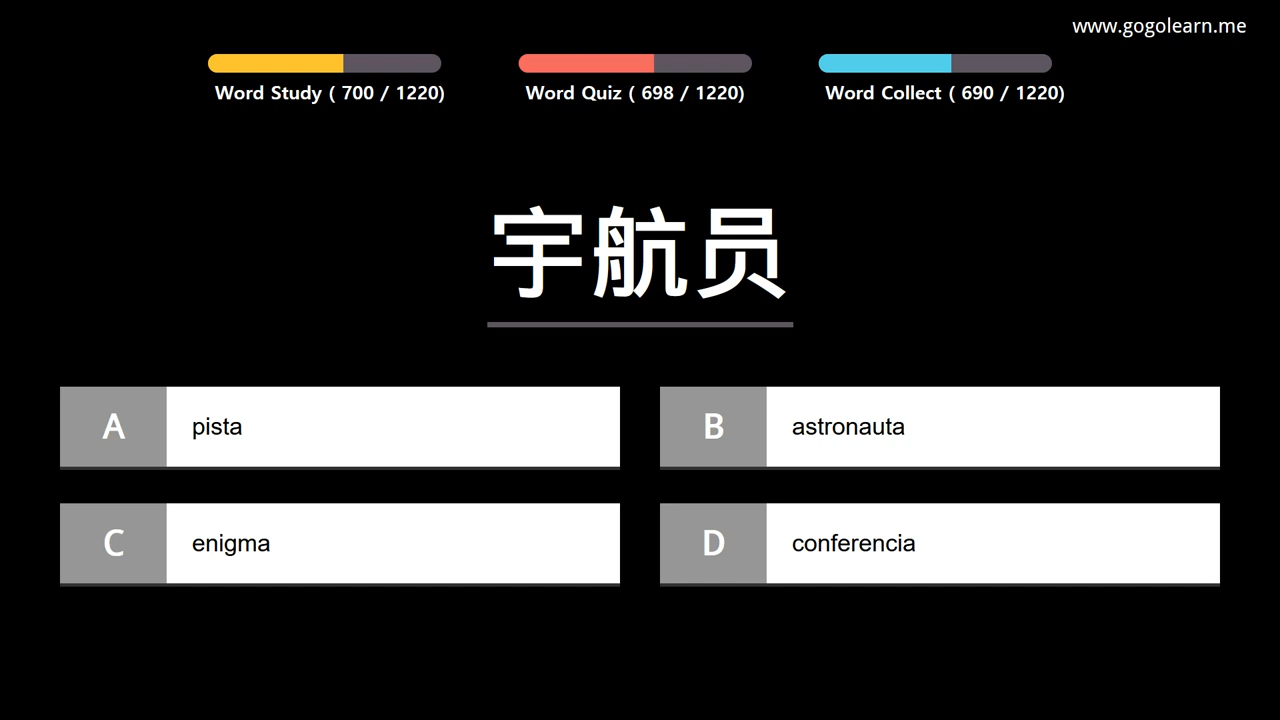 www.gogolearn.me
Word Study ( 700 / 1220)
Word Quiz ( 698 / 1220)
Word Collect ( 690 / 1220)
宇航员
A pista
B astronauta
C enigma
D conferencia